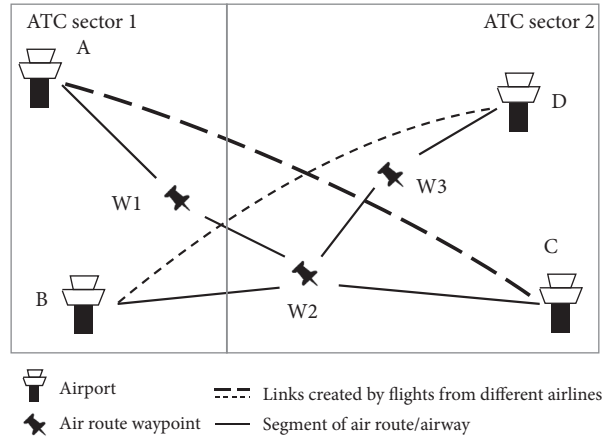 ATC sector 1
ATC sector 2
A
D
W3
W1
C
B
W2
Airport
Links created by flights from different airlines
Air route waypoint
Segment of air route/airway